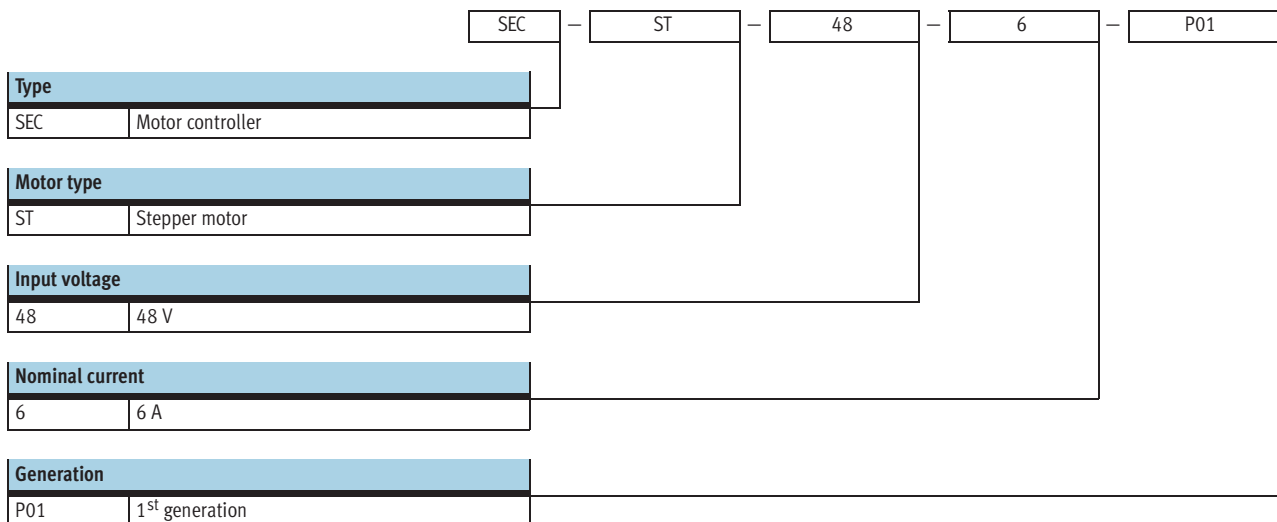 SEC – ST – 48 – 6 – P01
Type
SEC Motor controller
Motor type
ST Stepper motor
Input voltage
48 48 V
Nominal current
6 6 A
Generation
P01 1st generation